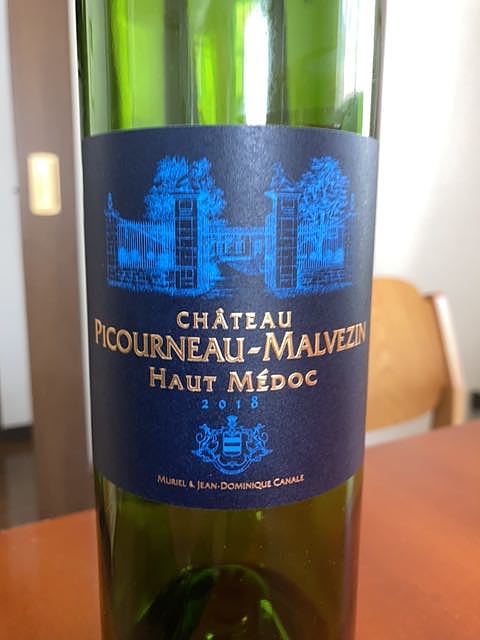 CHÂTEAU
PICOURNEAU-MALVEZIN
HAUT MÉDOC
2018
MURIEL & JEAN-DOMINIQUE CANALE